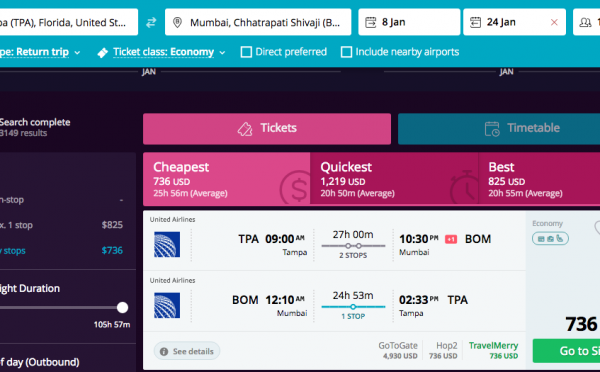 pa (TPA), Florida, United St... Mumbai, Chhatrapati Shivaji (B... 8 Jan 24 Jan × 1
pe: Return trip Ticket class: Economy Direct preferred Include nearby airports
JAN JAN
Search complete
3149 results
Tickets Timetable
Cheapest Quickest Best
736 USD 1,219 USD 825 USD
25h 56m (Average) 20h 50m (Average) 20h 55m (Average)
n-stop -
x. 1 stop $825
y stops $736
ight Duration
105h 57m
of day (Outbound)
United Airlines
TPA 09:00 AM 27h 00m 10:30 PM +1 BOM
Tampa 2 STOPS Mumbai
United Airlines
BOM 12:10 AM 24h 53m 02:33 PM TPA
Mumbai 1 STOP Tampa
See details
GoToGate Hop2 TravelMerry
4,930 USD 736 USD 736 USD
Economy
736
Go to Si